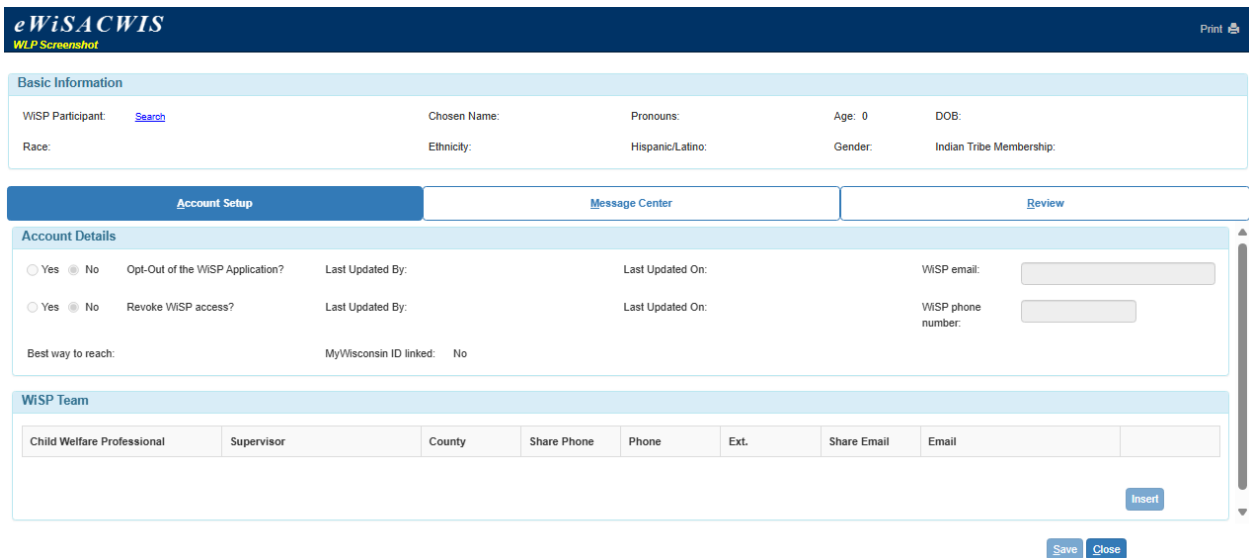 eWiSACWIS
WLP Screenshot
Print
Basic Information
WiSP Participant: Search Chosen Name: Pronouns: Age: 0 DOB:
Race: Ethnicity: Hispanic/Latino: Gender: Indian Tribe Membership:
Account Setup Message Center Review
Account Details
Yes No Opt-Out of the WiSP Application? Last Updated By: Last Updated On: WiSP email:
Yes No Revoke WiSP access? Last Updated By: Last Updated On: WiSP phone number:
Best way to reach: MyWisconsin ID linked: No
WiSP Team
Child Welfare Professional Supervisor County Share Phone Phone Ext. Share Email Email
Insert
Save Close